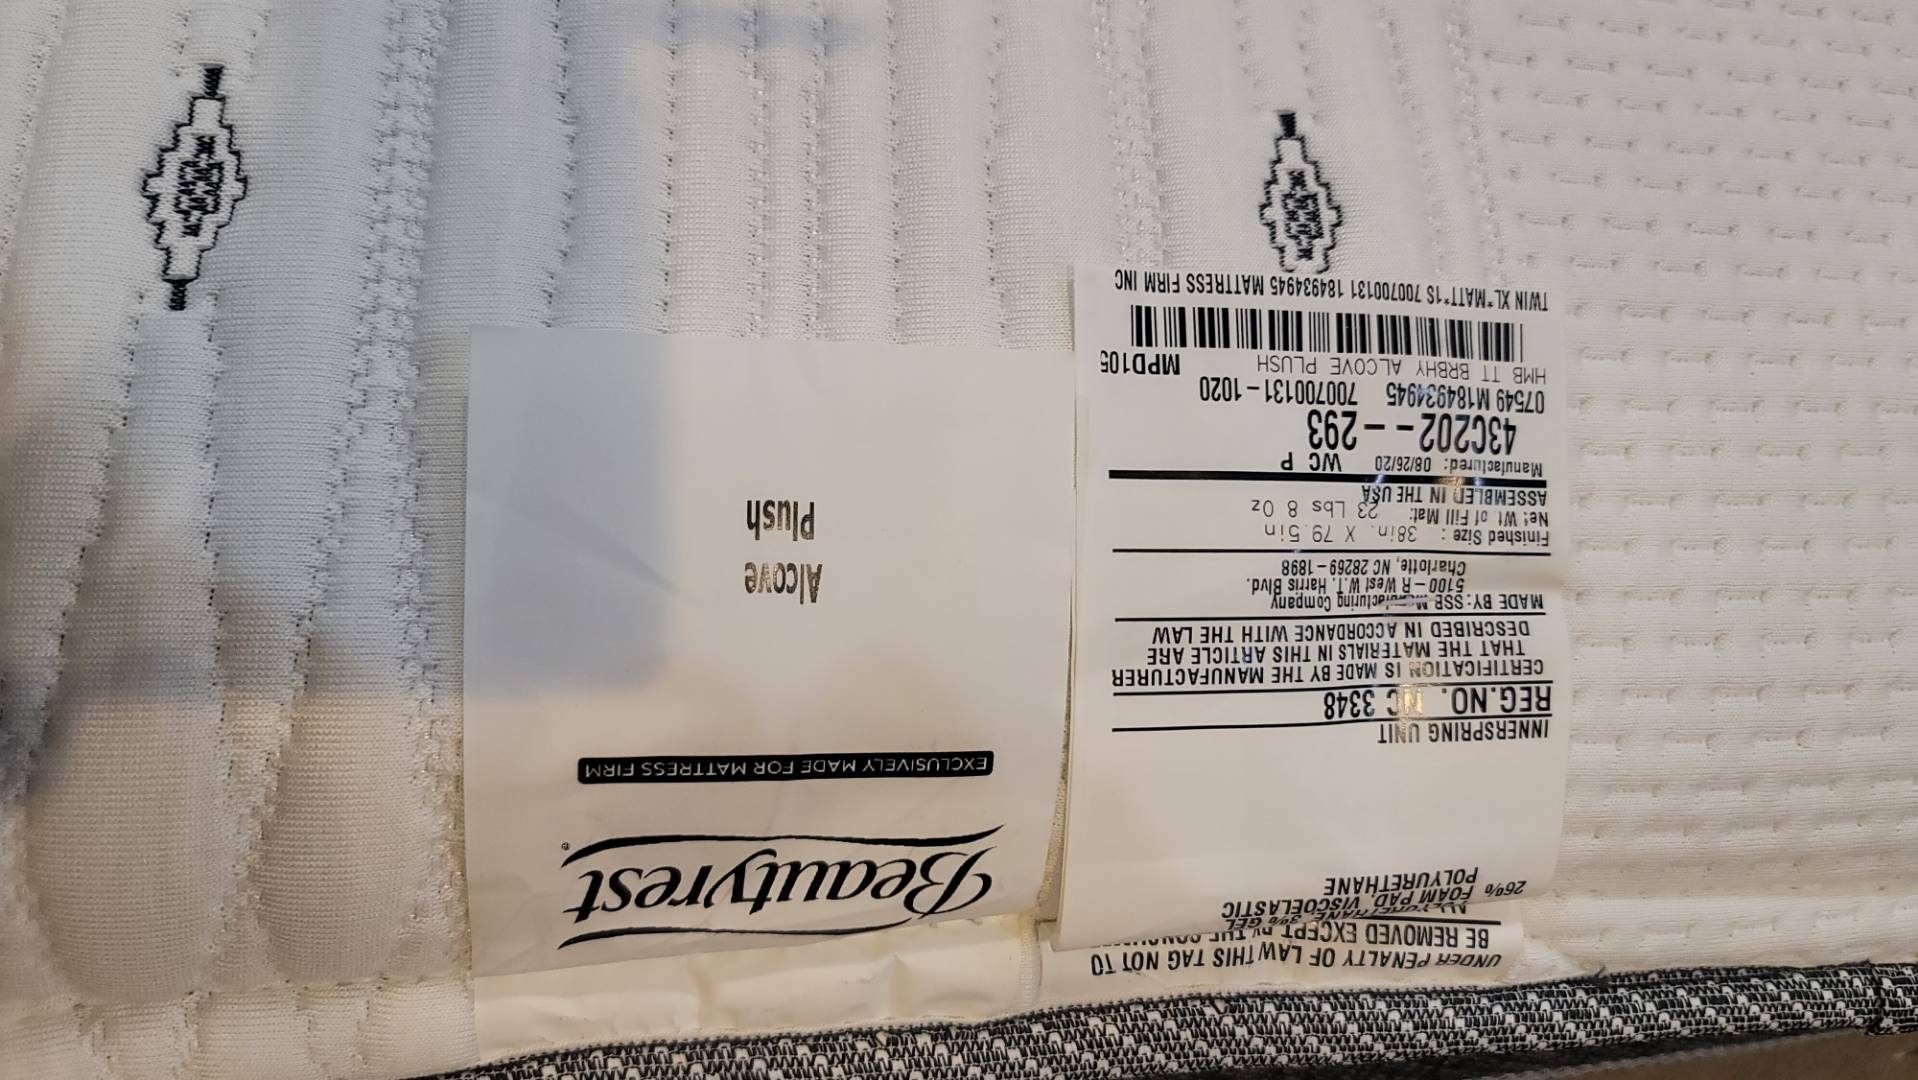 Beautyrest®
EXCLUSIVELY MADE FOR MATTRESS FIRM
Alcove
Plush
UNDER PENALTY OF LAW THIS TAG NOT TO
BE REMOVED EXCEPT BY THE
3% GEL
FOAM PAD, VISCOELASTIC
26% POLYURETHANE
INNERSPRING UNIT
REG. NO. NC 3348
CERTIFICATION IS MADE BY THE MANUFACTURER
THAT THE MATERIALS IN THIS ARTICLE ARE
DESCRIBED IN ACCORDANCE WITH THE LAW
MADE BY: SSB Manufacturing Company
5100-R West W.T. Harris Blvd.
Charlotte, NC 28269-1898
Finished Size : 38in. X 79.5in
Net Wt of Fill Mat: 23 Lbs 8 Oz
ASSEMBLED IN THE USA
Manufactured: 08/26/20 WC P
43C202-- -293
07549 M184934945 700700131-1020
HMB TT BRBHY ALCOVE PLUSH MPD105
TWIN XL*MATT*1S 700700131 184934945 MATTRESS FIRM INC